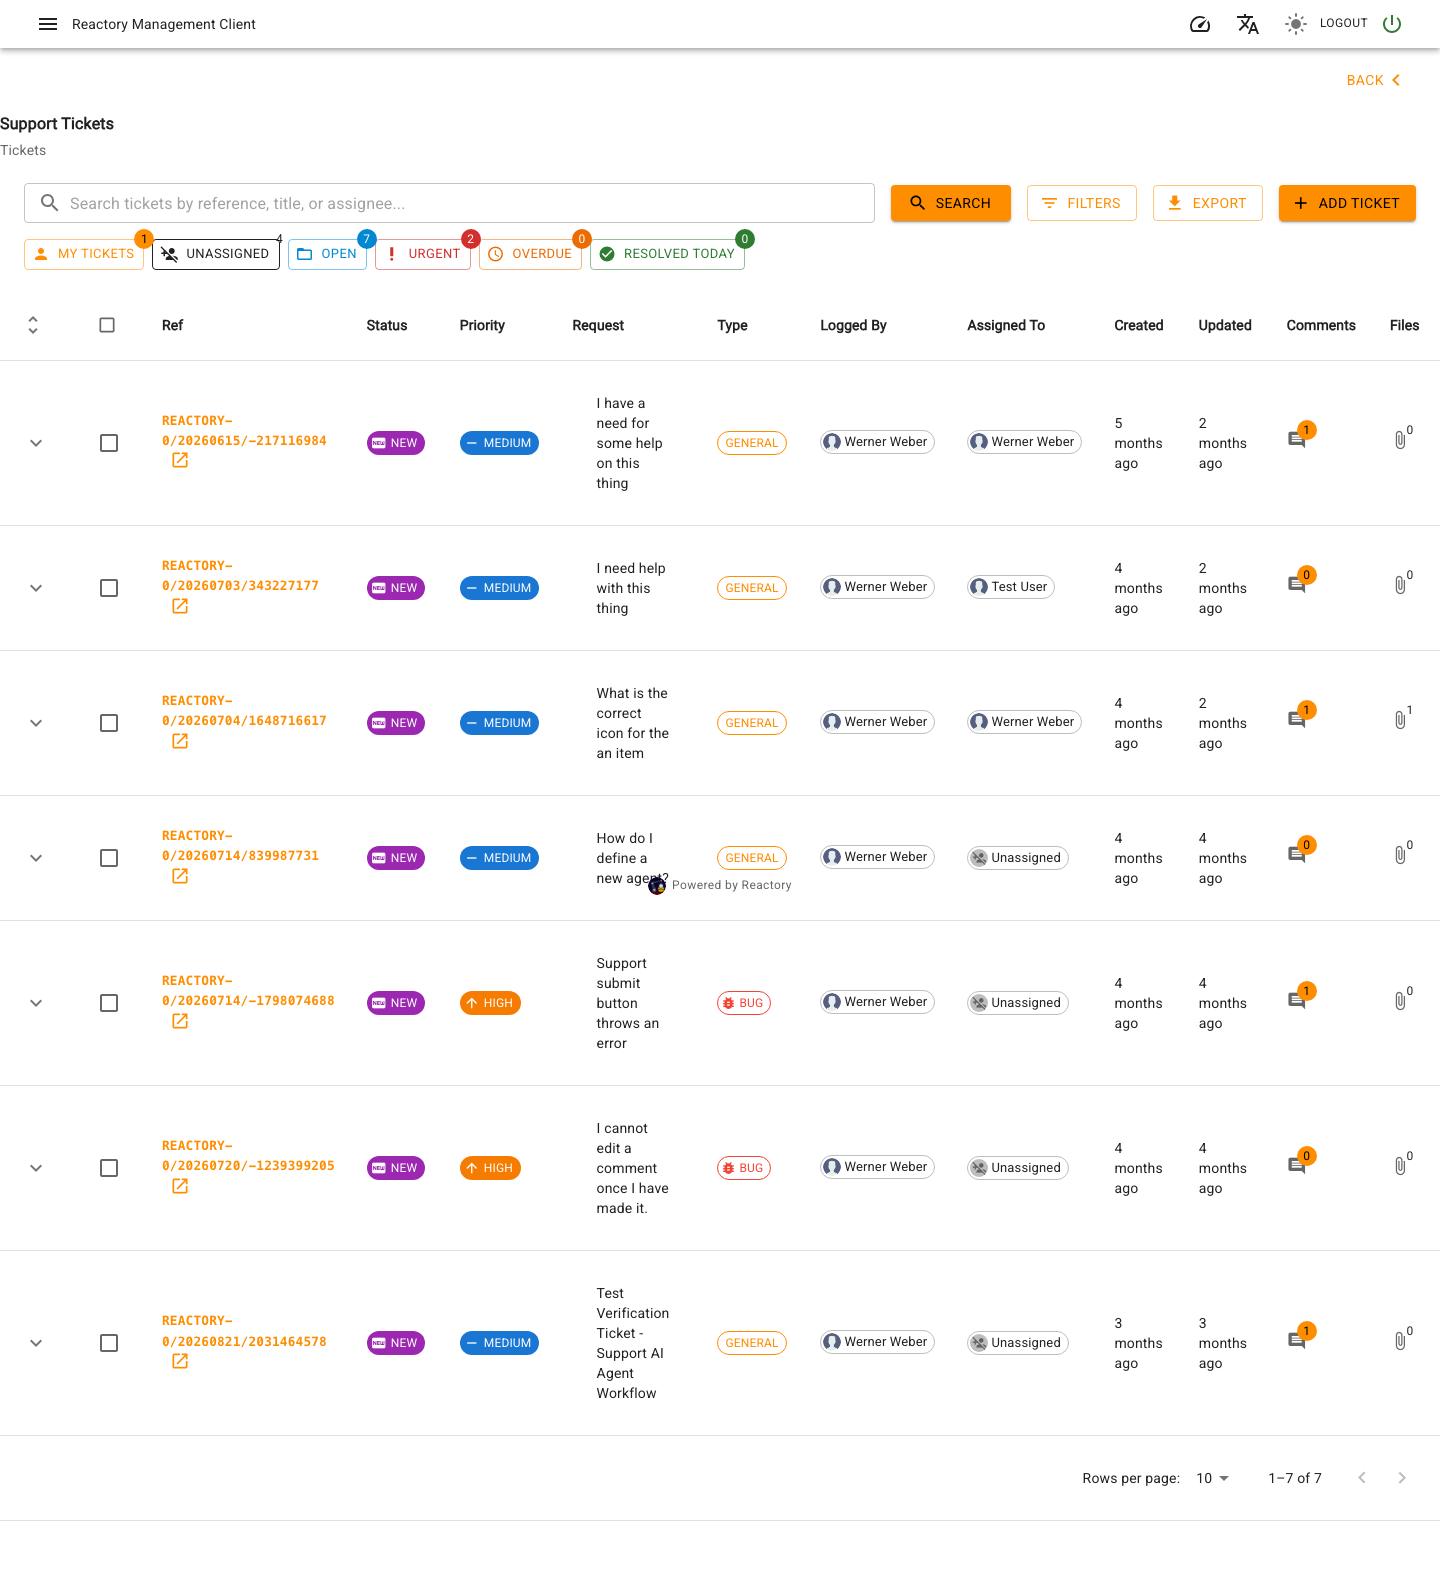 Reactory Management Client
LOGOUT
BACK
Support Tickets
Tickets
Search tickets by reference, title, or assignee...
SEARCH
FILTERS
EXPORT
ADD TICKET
MY TICKETS 1
UNASSIGNED 4
OPEN 7
URGENT 2
OVERDUE 0
RESOLVED TODAY 0
Ref Status Priority Request Type Logged By Assigned To Created Updated Comments Files
REACTORY-
0/20260615/-217116984
NEW
MEDIUM
I have a
need for
some help
on this
thing
GENERAL
Werner Weber
Werner Weber
5
months
ago
2
months
ago
1
0
REACTORY-
0/20260703/343227177
NEW
MEDIUM
I need help
with this
thing
GENERAL
Werner Weber
Test User
4
months
ago
2
months
ago
0
0
REACTORY-
0/20260704/1648716617
NEW
MEDIUM
What is the
correct
icon for the
an item
GENERAL
Werner Weber
Werner Weber
4
months
ago
2
months
ago
1
1
REACTORY-
0/20260714/839987731
NEW
MEDIUM
How do I
define a
new agent?
GENERAL
Werner Weber
Unassigned
4
months
ago
4
months
ago
0
0
Powered by Reactory
REACTORY-
0/20260714/-1798074688
NEW
HIGH
Support
submit
button
throws an
error
BUG
Werner Weber
Unassigned
4
months
ago
4
months
ago
1
0
REACTORY-
0/20260720/-1239399205
NEW
HIGH
I cannot
edit a
comment
once I have
made it.
BUG
Werner Weber
Unassigned
4
months
ago
4
months
ago
0
0
REACTORY-
0/20260821/2031464578
NEW
MEDIUM
Test
Verification
Ticket -
Support AI
Agent
Workflow
GENERAL
Werner Weber
Unassigned
3
months
ago
3
months
ago
1
0
Rows per page: 10 1–7 of 7